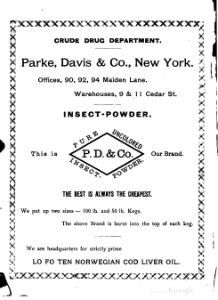 CRUDE DRUG DEPARTMENT.
Parke, Davis & Co., New York.
Offices, 90, 92, 94 Maiden Lane.
Warehouses, 9 & 11 Cedar St.
INSECT-POWDER.
PURE UNCOLORED
This is P. D. & Co. Our Brand.
INSECT POWDER.
THE BEST IS ALWAYS THE CHEAPEST.
We put up two sizes — 100 lb. and 50 lb. Kegs.
The above Brand is burnt into the top of each keg.
We are headquarters for strictly prime
LO FO TEN NORWEGIAN COD LIVER OIL.
Google